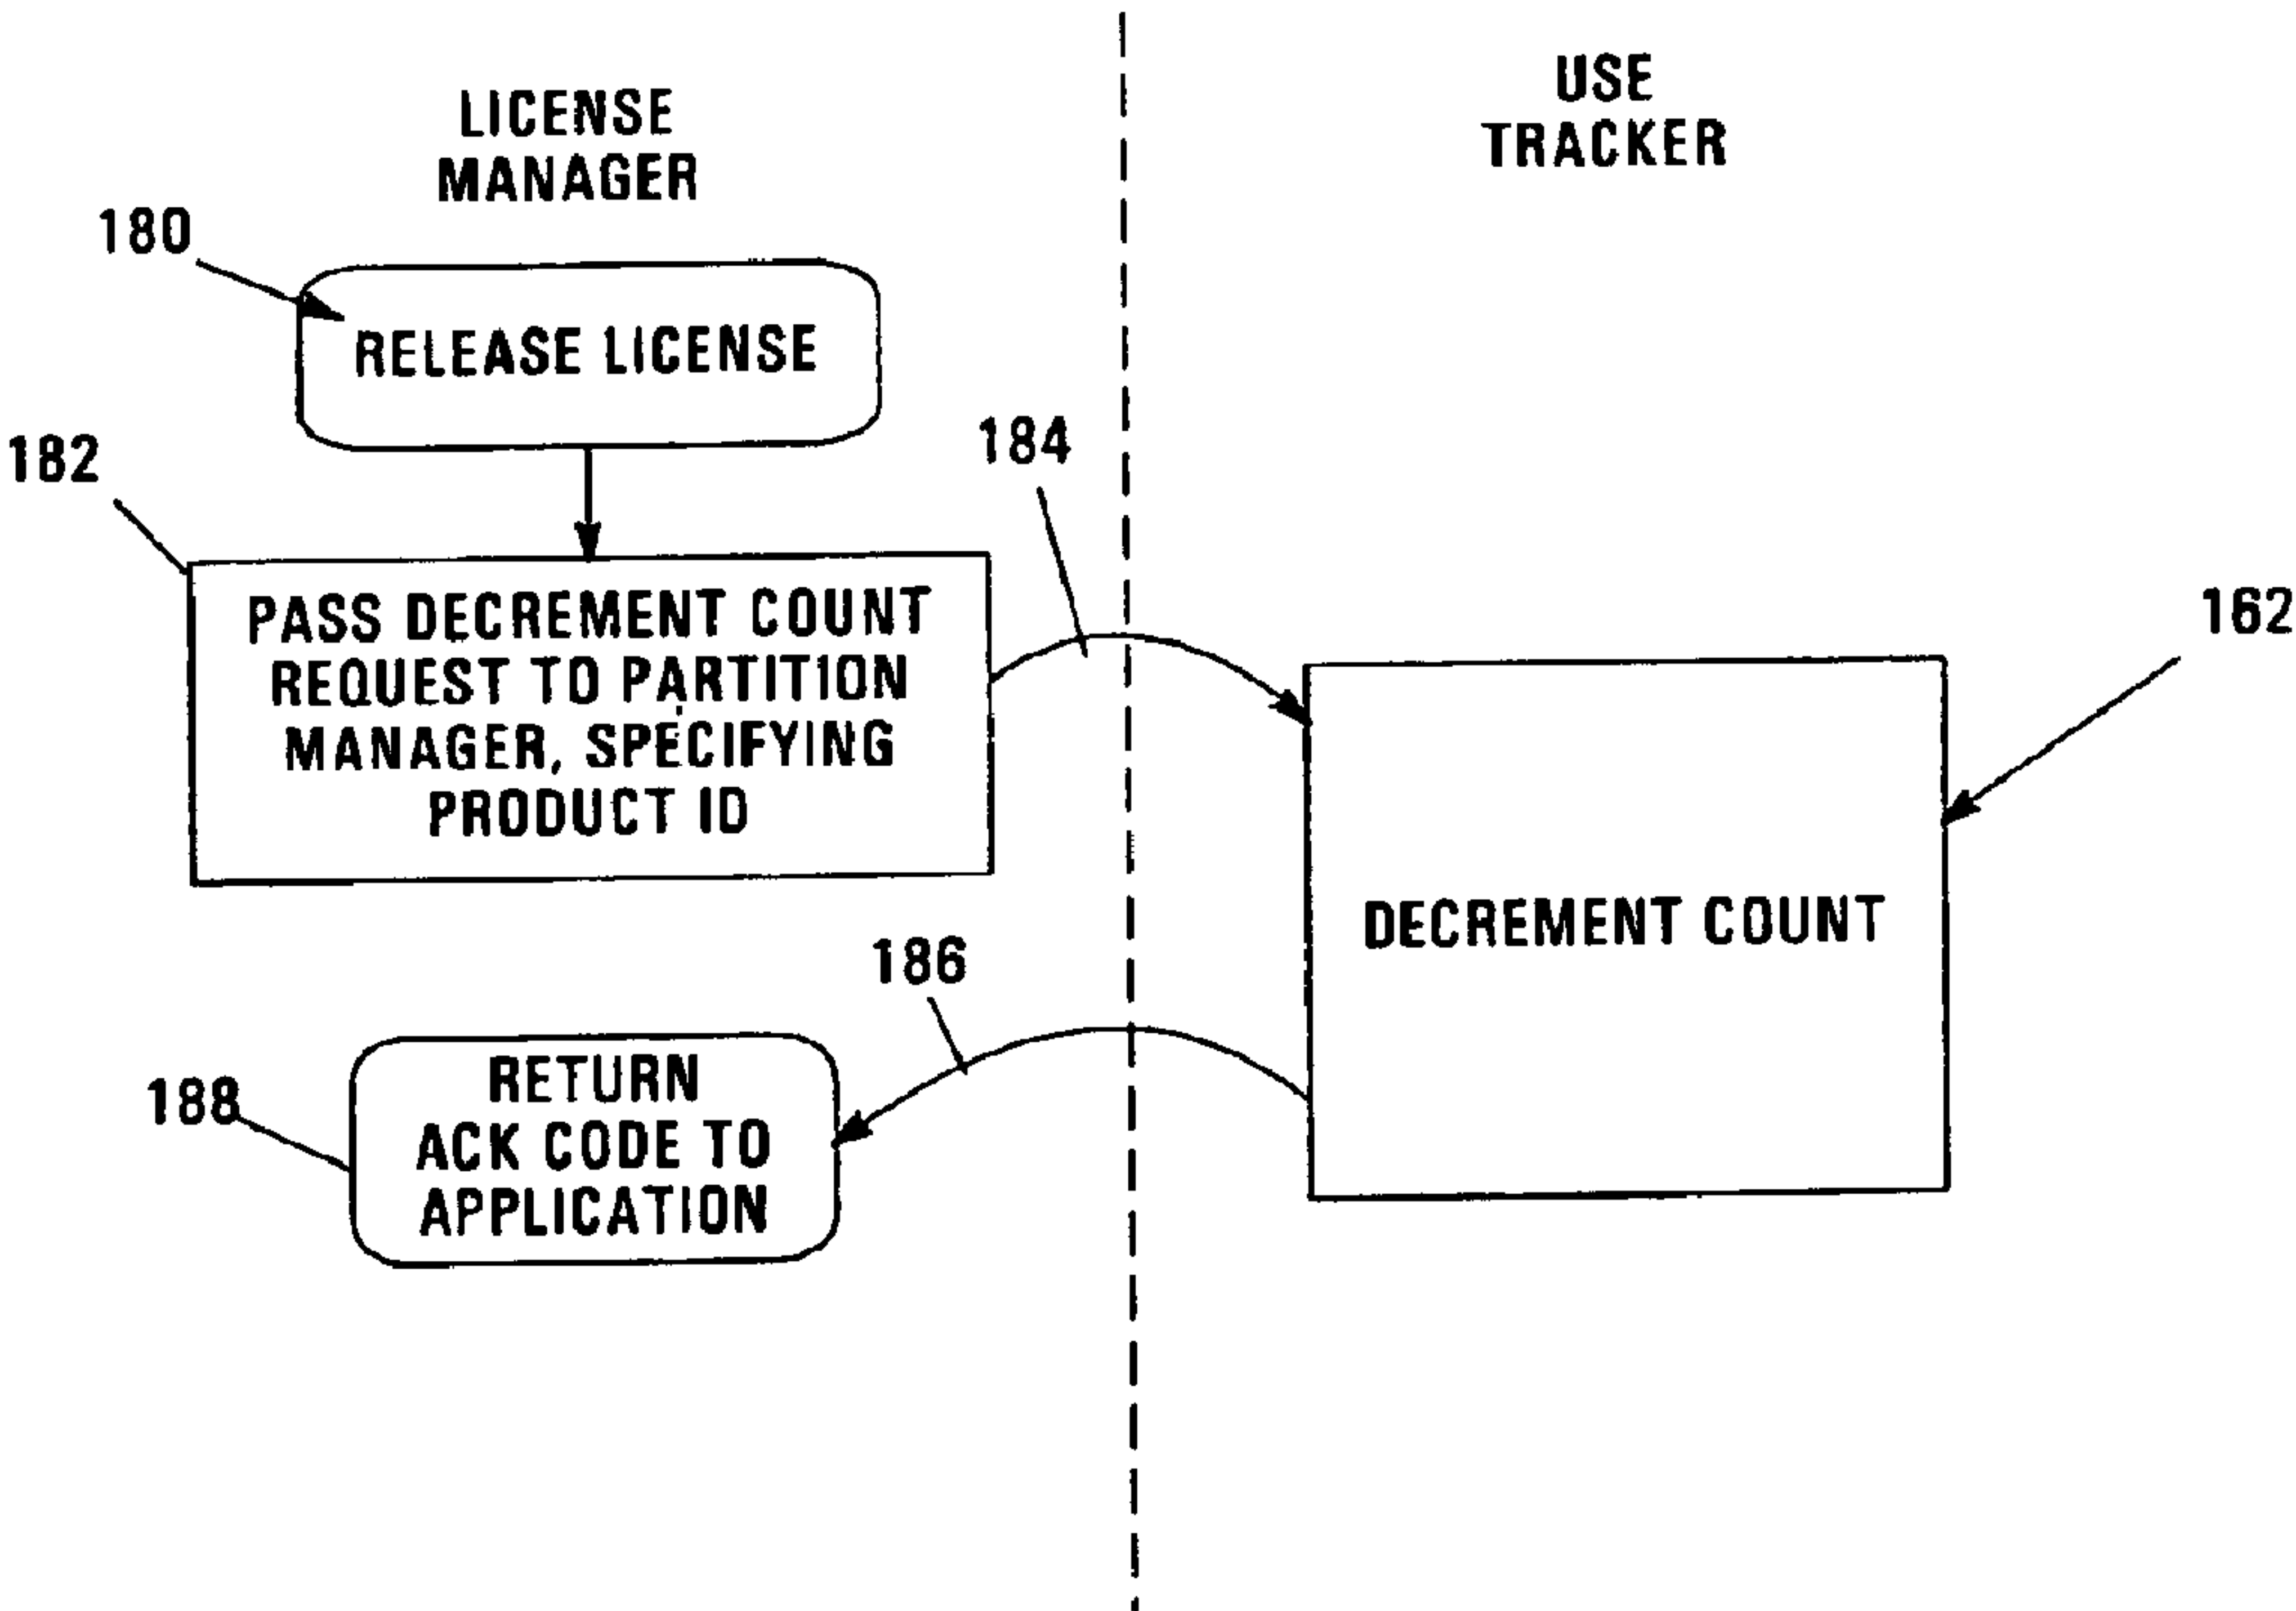 LICENSE
MANAGER
USE
TRACKER
180
RELEASE LICENSE
182
184
PASS DECREMENT COUNT
REQUEST TO PARTITION
MANAGER, SPECIFYING
PRODUCT ID
162
DECREMENT COUNT
186
188
RETURN
ACK CODE TO
APPLICATION